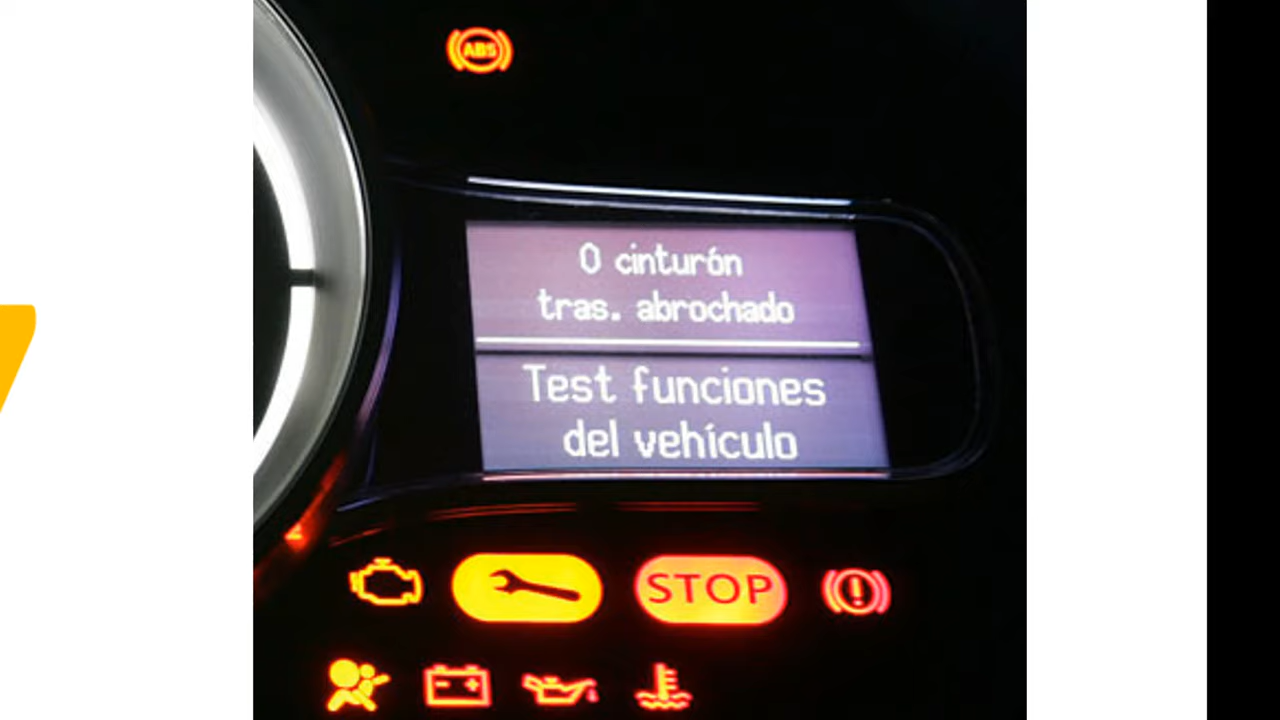 ABS
0 cinturón
tras. abrochado
Test funciones
del vehículo
STOP